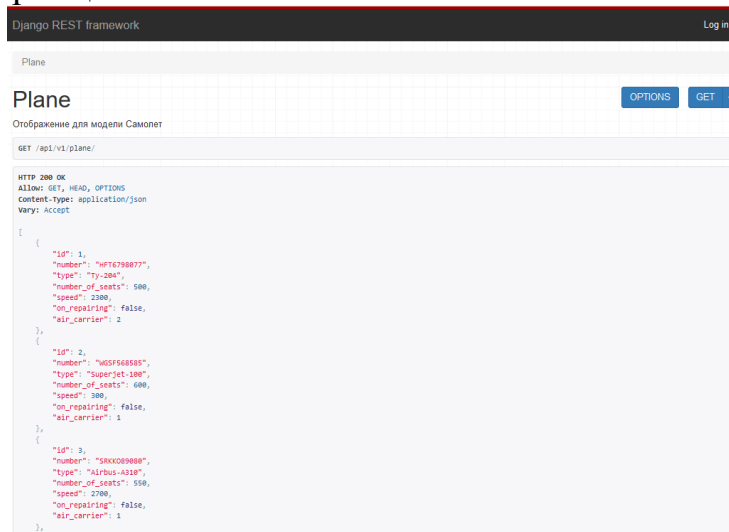 Django REST framework
Log in
Plane
Plane
OPTIONS
GET
Отображение для модели Самолет
GET /api/v1/plane/
HTTP 200 OK
Allow: GET, HEAD, OPTIONS
Content-Type: application/json
Vary: Accept
[
{
"id": 1,
"number": "HFT6798077",
"type": "Ту-204",
"number_of_seats": 500,
"speed": 2300,
"on_repairing": false,
"air_carrier": 2
},
{
"id": 2,
"number": "WGSF568585",
"type": "Superjet-100",
"number_of_seats": 600,
"speed": 300,
"on_repairing": false,
"air_carrier": 1
},
{
"id": 3,
"number": "SRKKO89080",
"type": "Airbus-A310",
"number_of_seats": 550,
"speed": 2700,
"on_repairing": false,
"air_carrier": 1
},